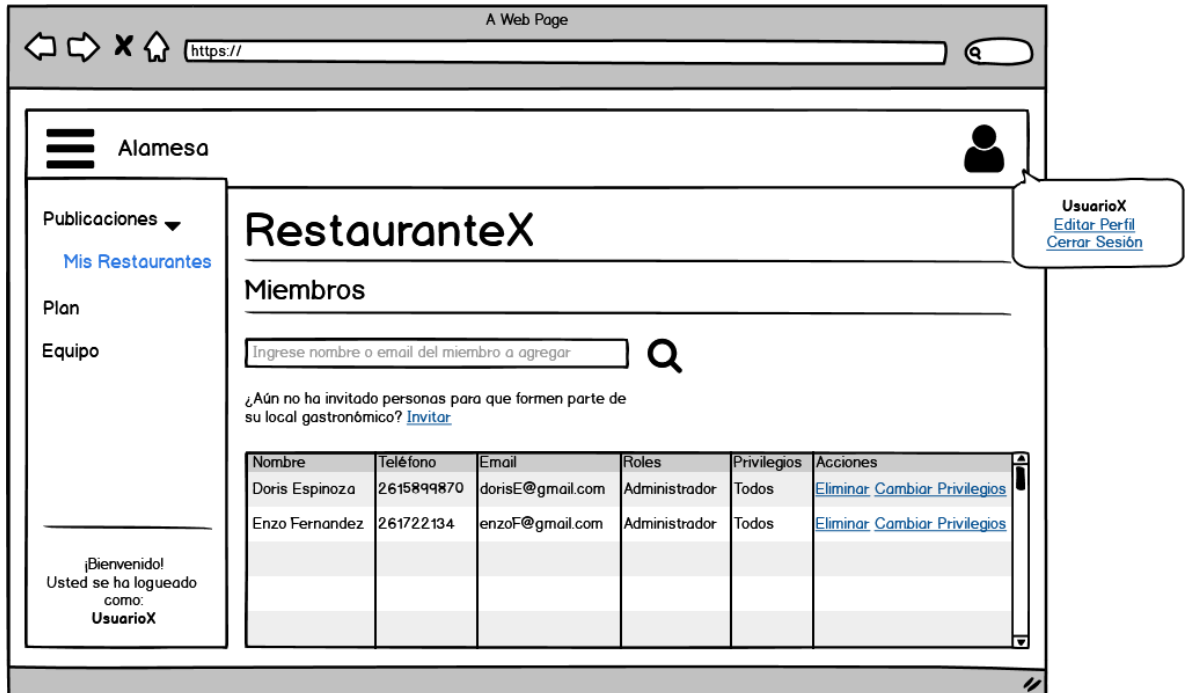 A Web Page
https://
Alamesa
UsuarioX
Editar Perfil
Cerrar Sesión
Publicaciones
Mis Restaurantes
Plan
Equipo
¡Bienvenido!
Usted se ha logueado
como:
UsuarioX
RestauranteX
Miembros
Ingrese nombre o email del miembro a agregar
¿Aún no ha invitado personas para que formen parte de
su local gastronómico? Invitar
Nombre Teléfono Email Roles Privilegios Acciones
Doris Espinoza 2615899870 dorisE@gmail.com Administrador Todos Eliminar Cambiar Privilegios
Enzo Fernandez 261722134 enzoF@gmail.com Administrador Todos Eliminar Cambiar Privilegios